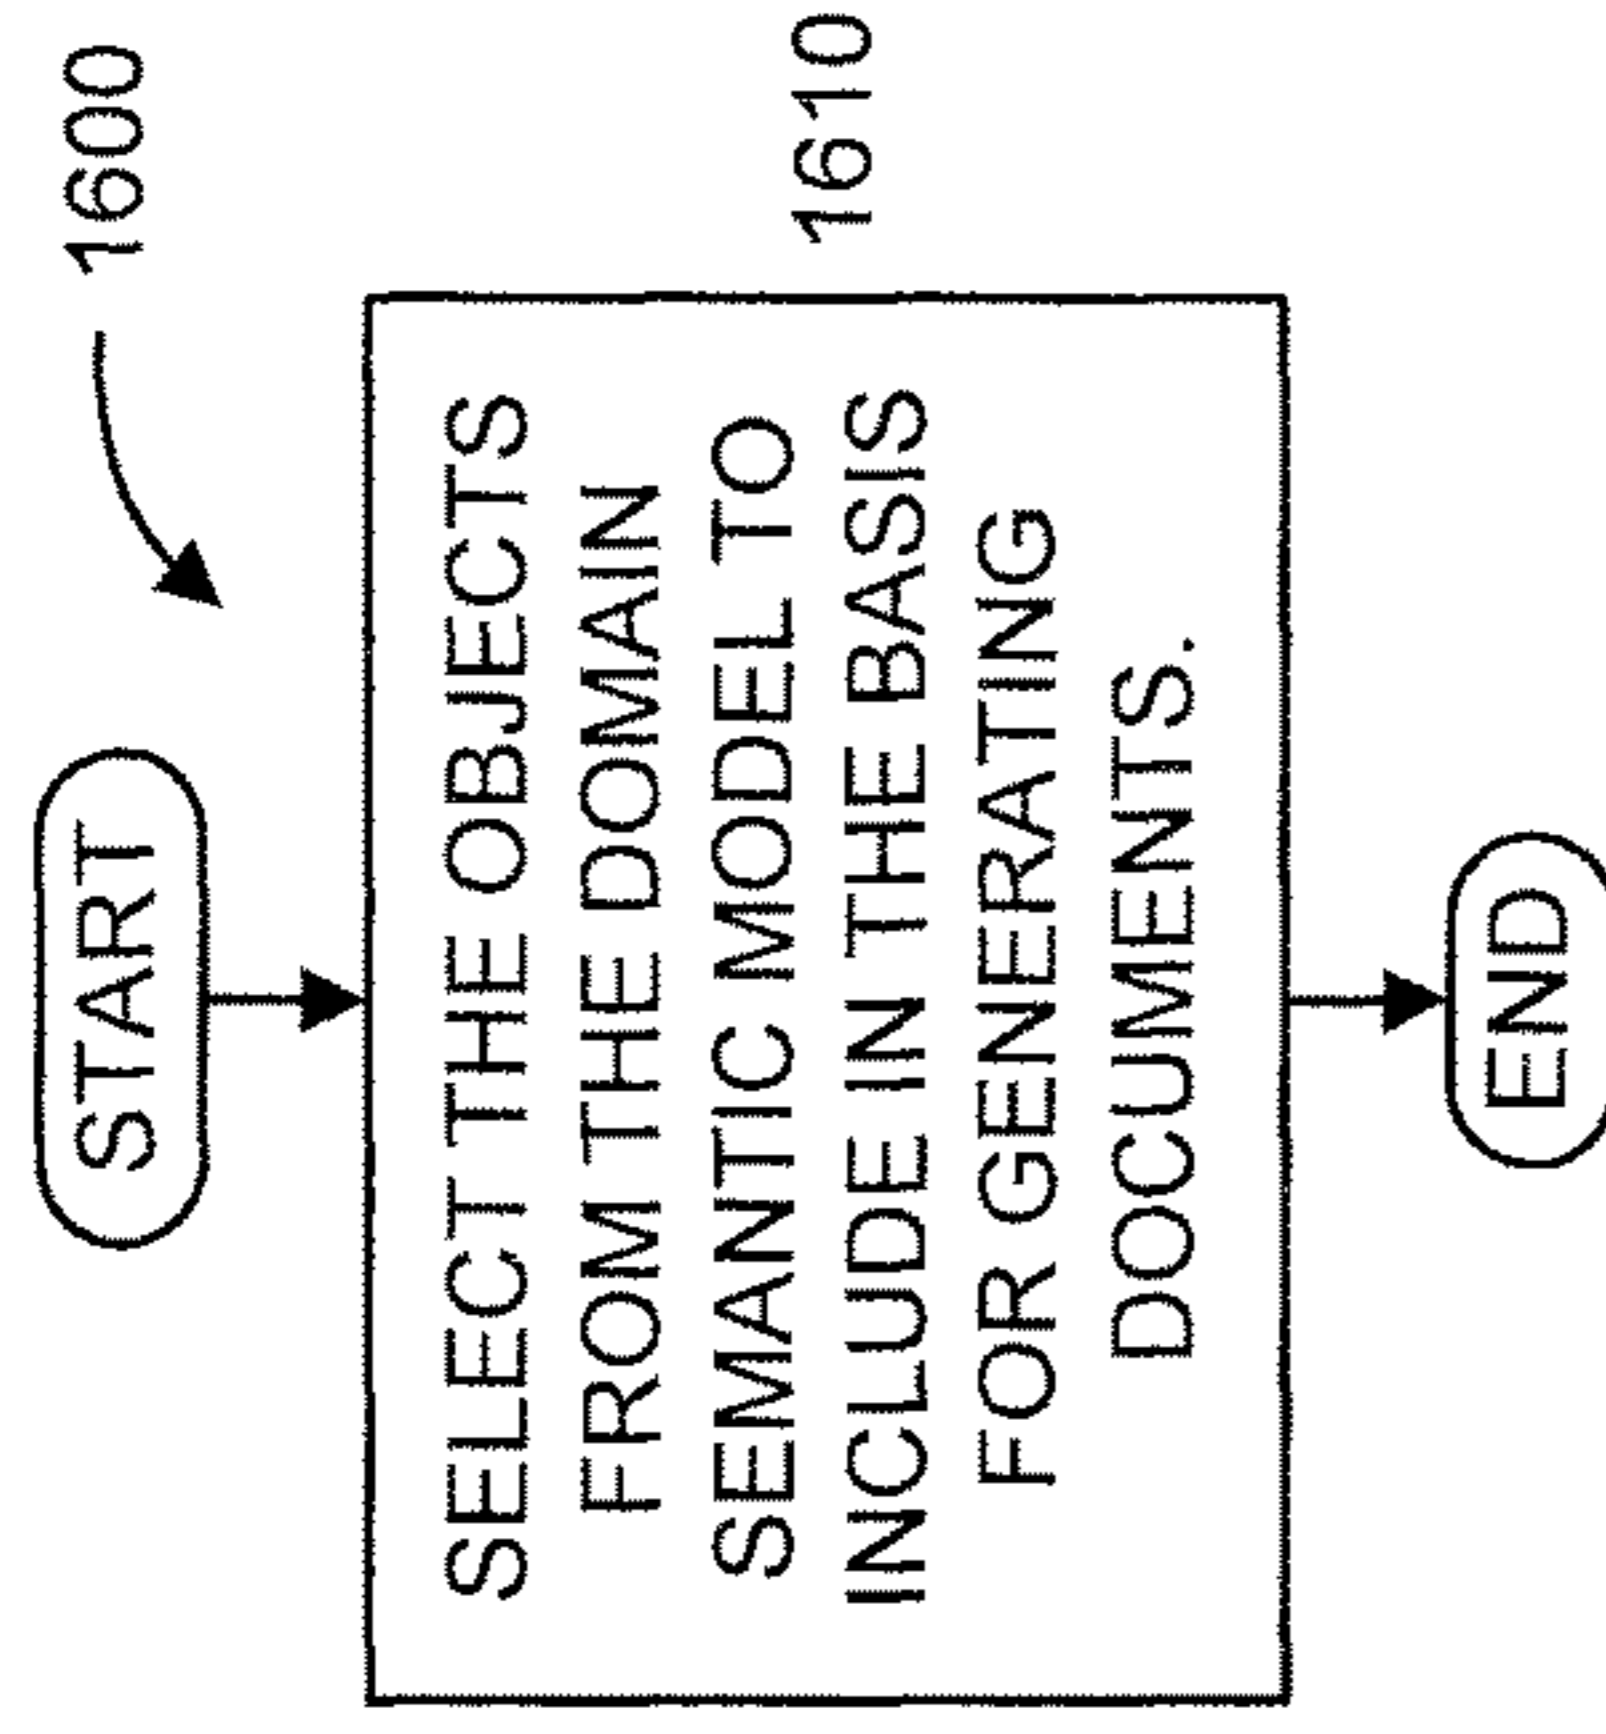 START
1600
SELECT THE OBJECTS
FROM THE DOMAIN
SEMANTIC MODEL TO
INCLUDE IN THE BASIS
FOR GENERATING
DOCUMENTS.
1610
END